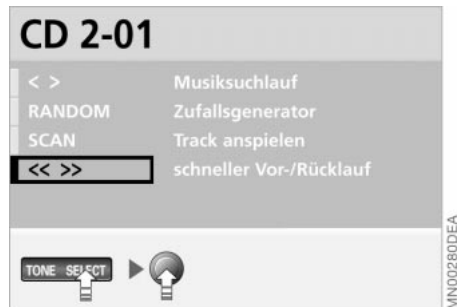 CD 2-01
< > Musiksuchlauf
RANDOM Zufallsgenerator
SCAN Track anspielen
<< >> schneller Vor-/Rücklauf
TONE SELECT
MN00280DEA